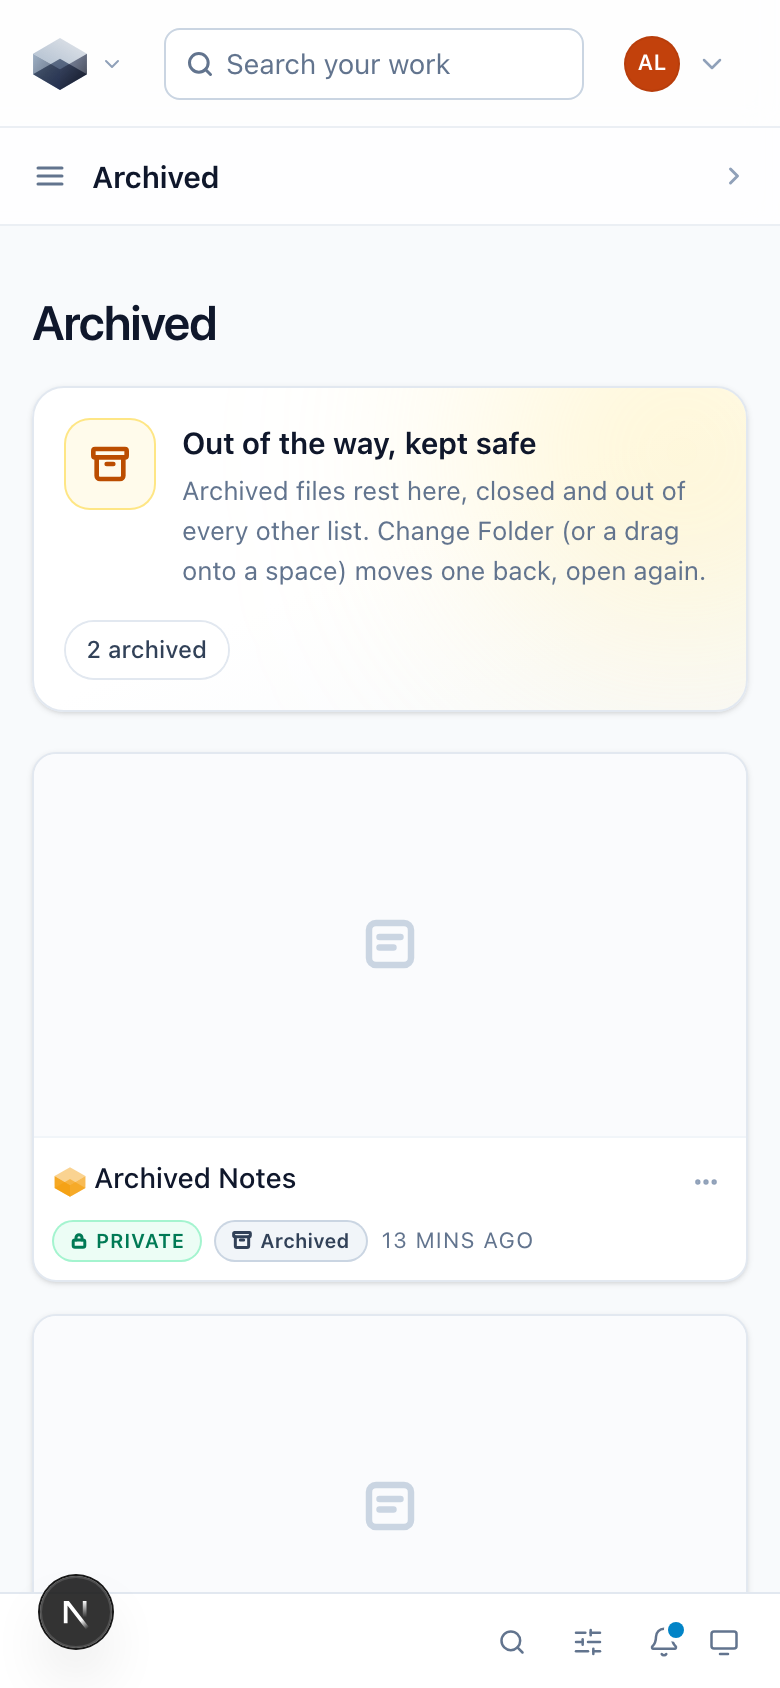 Search your work
AL
Archived
Archived
Out of the way, kept safe
Archived files rest here, closed and out of
every other list. Change Folder (or a drag
onto a space) moves one back, open again.
2 archived
Archived Notes
PRIVATE
Archived
13 MINS AGO
N